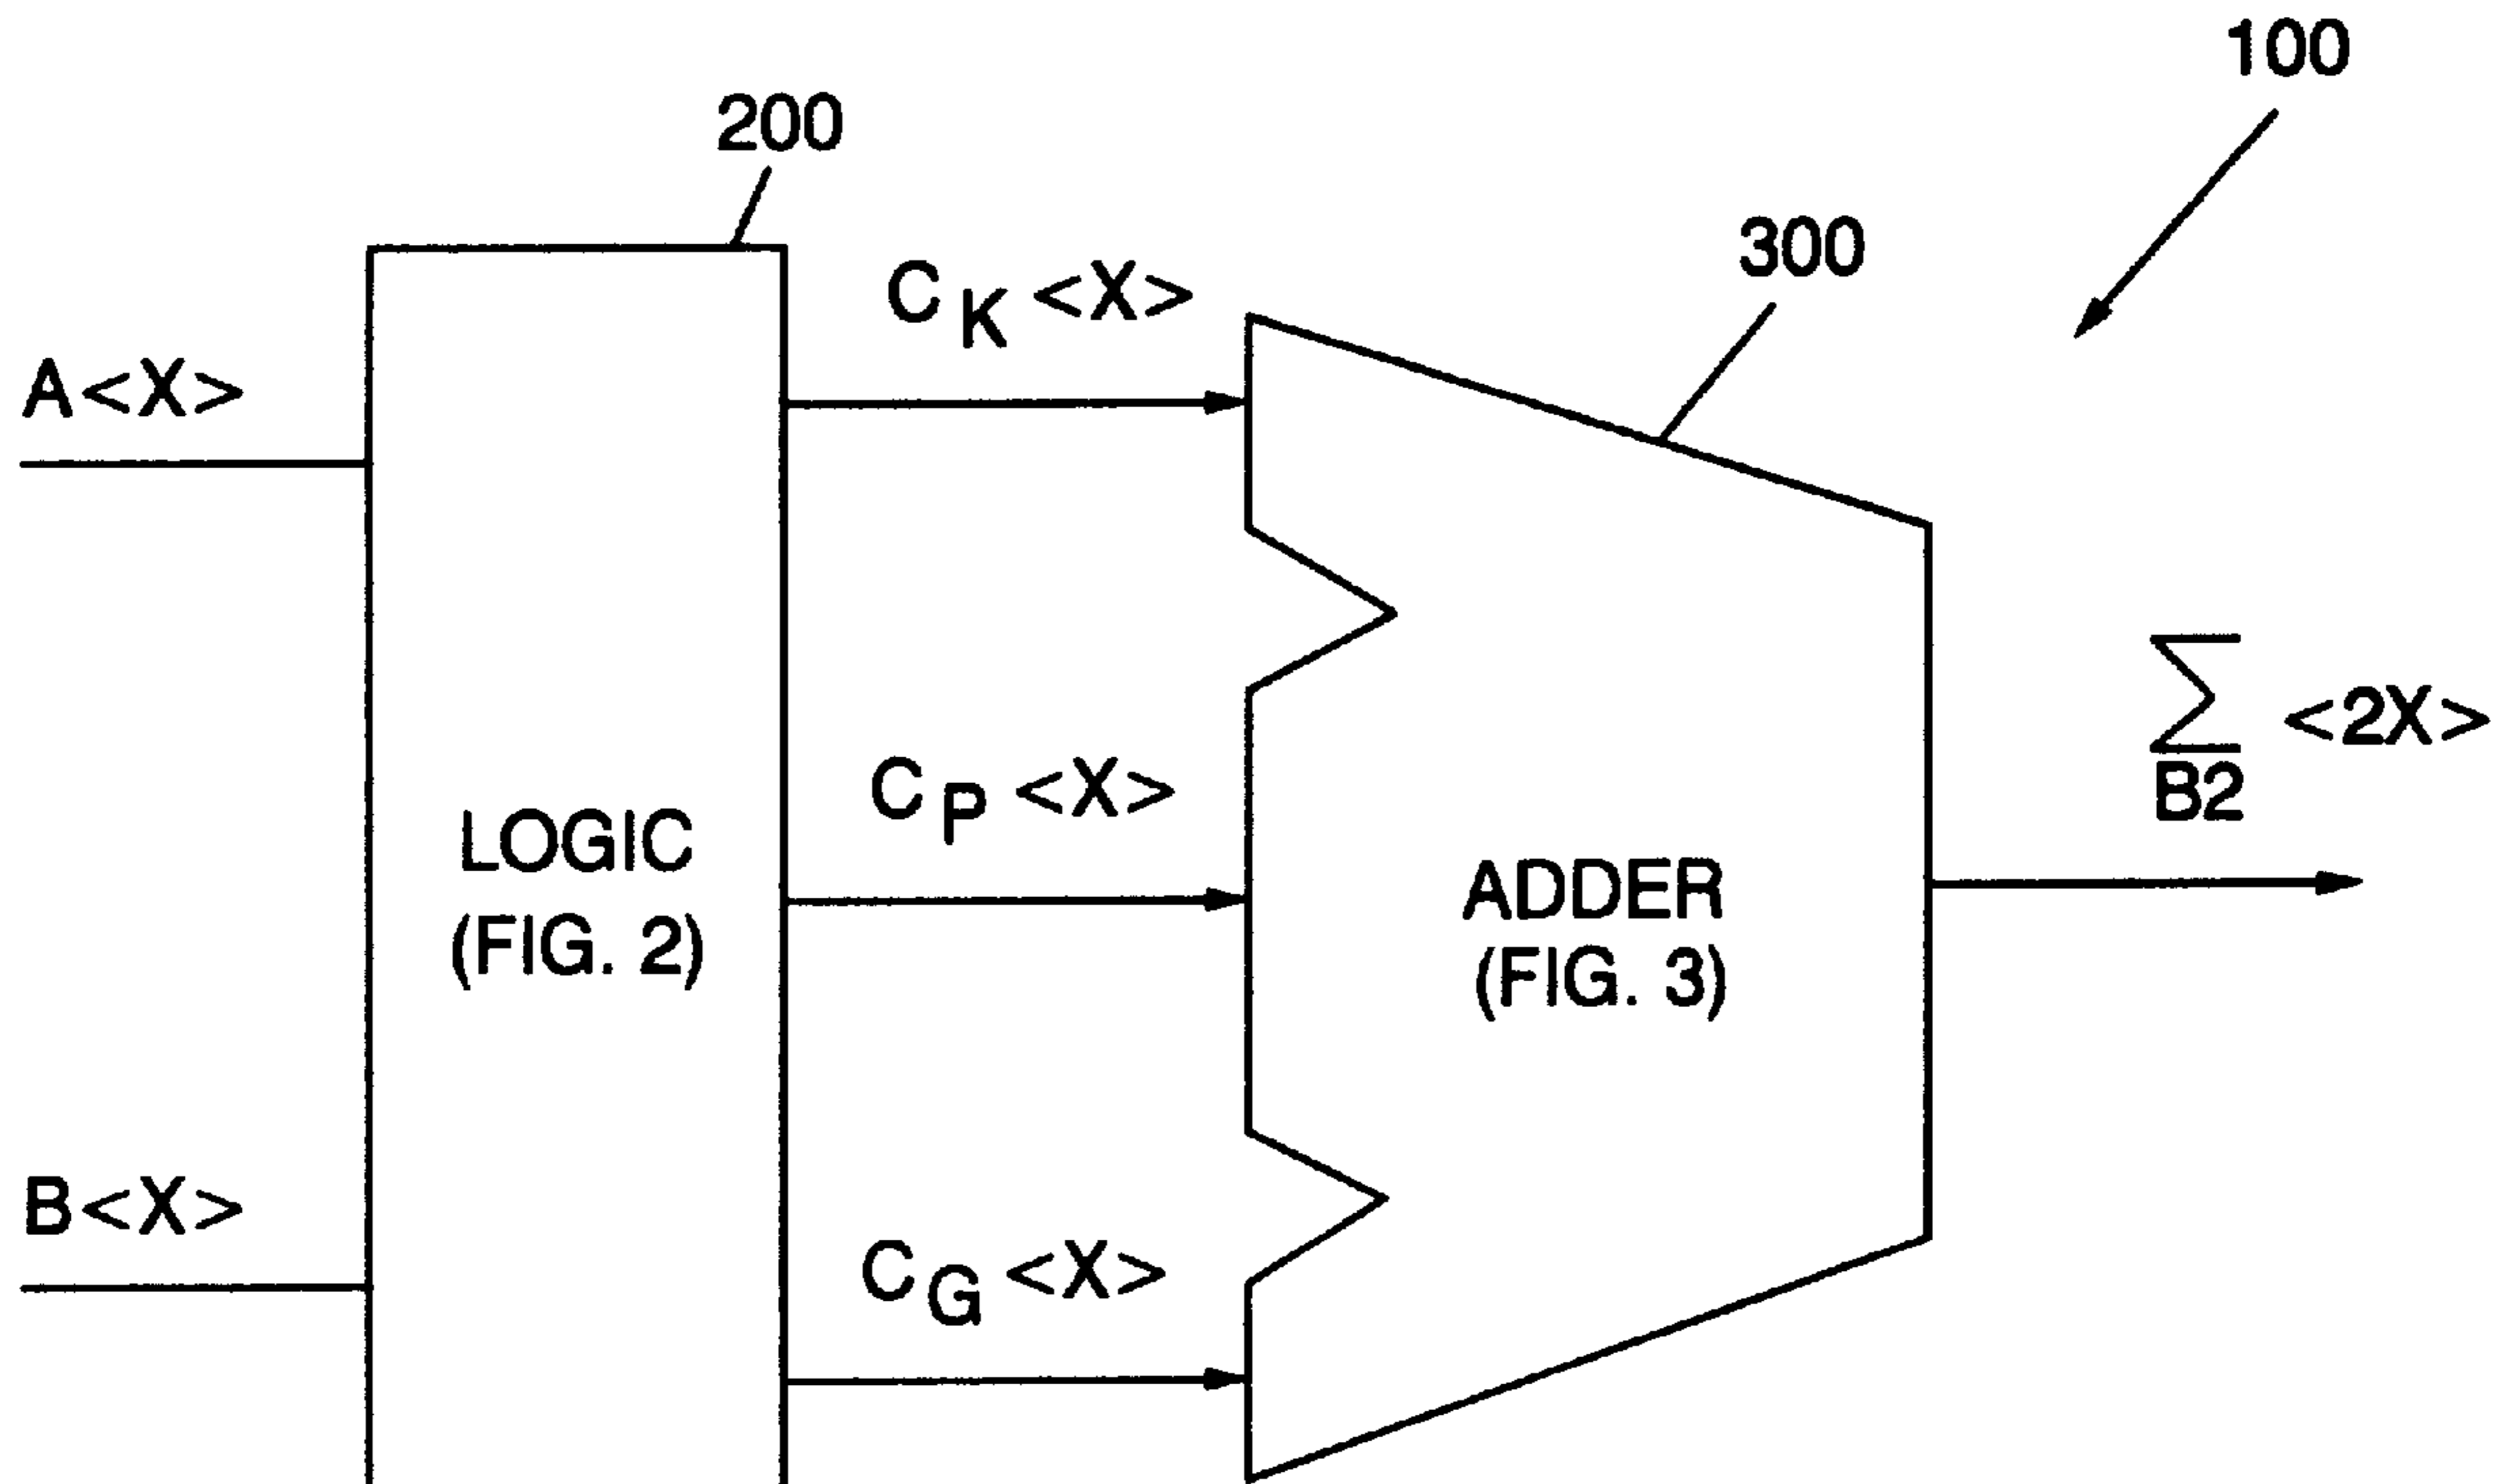 100
200
300
C K <X>
A<X>
∑ <2X>
B2
C P <X>
LOGIC
(FIG. 2)
ADDER
(FIG. 3)
B<X>
C G <X>